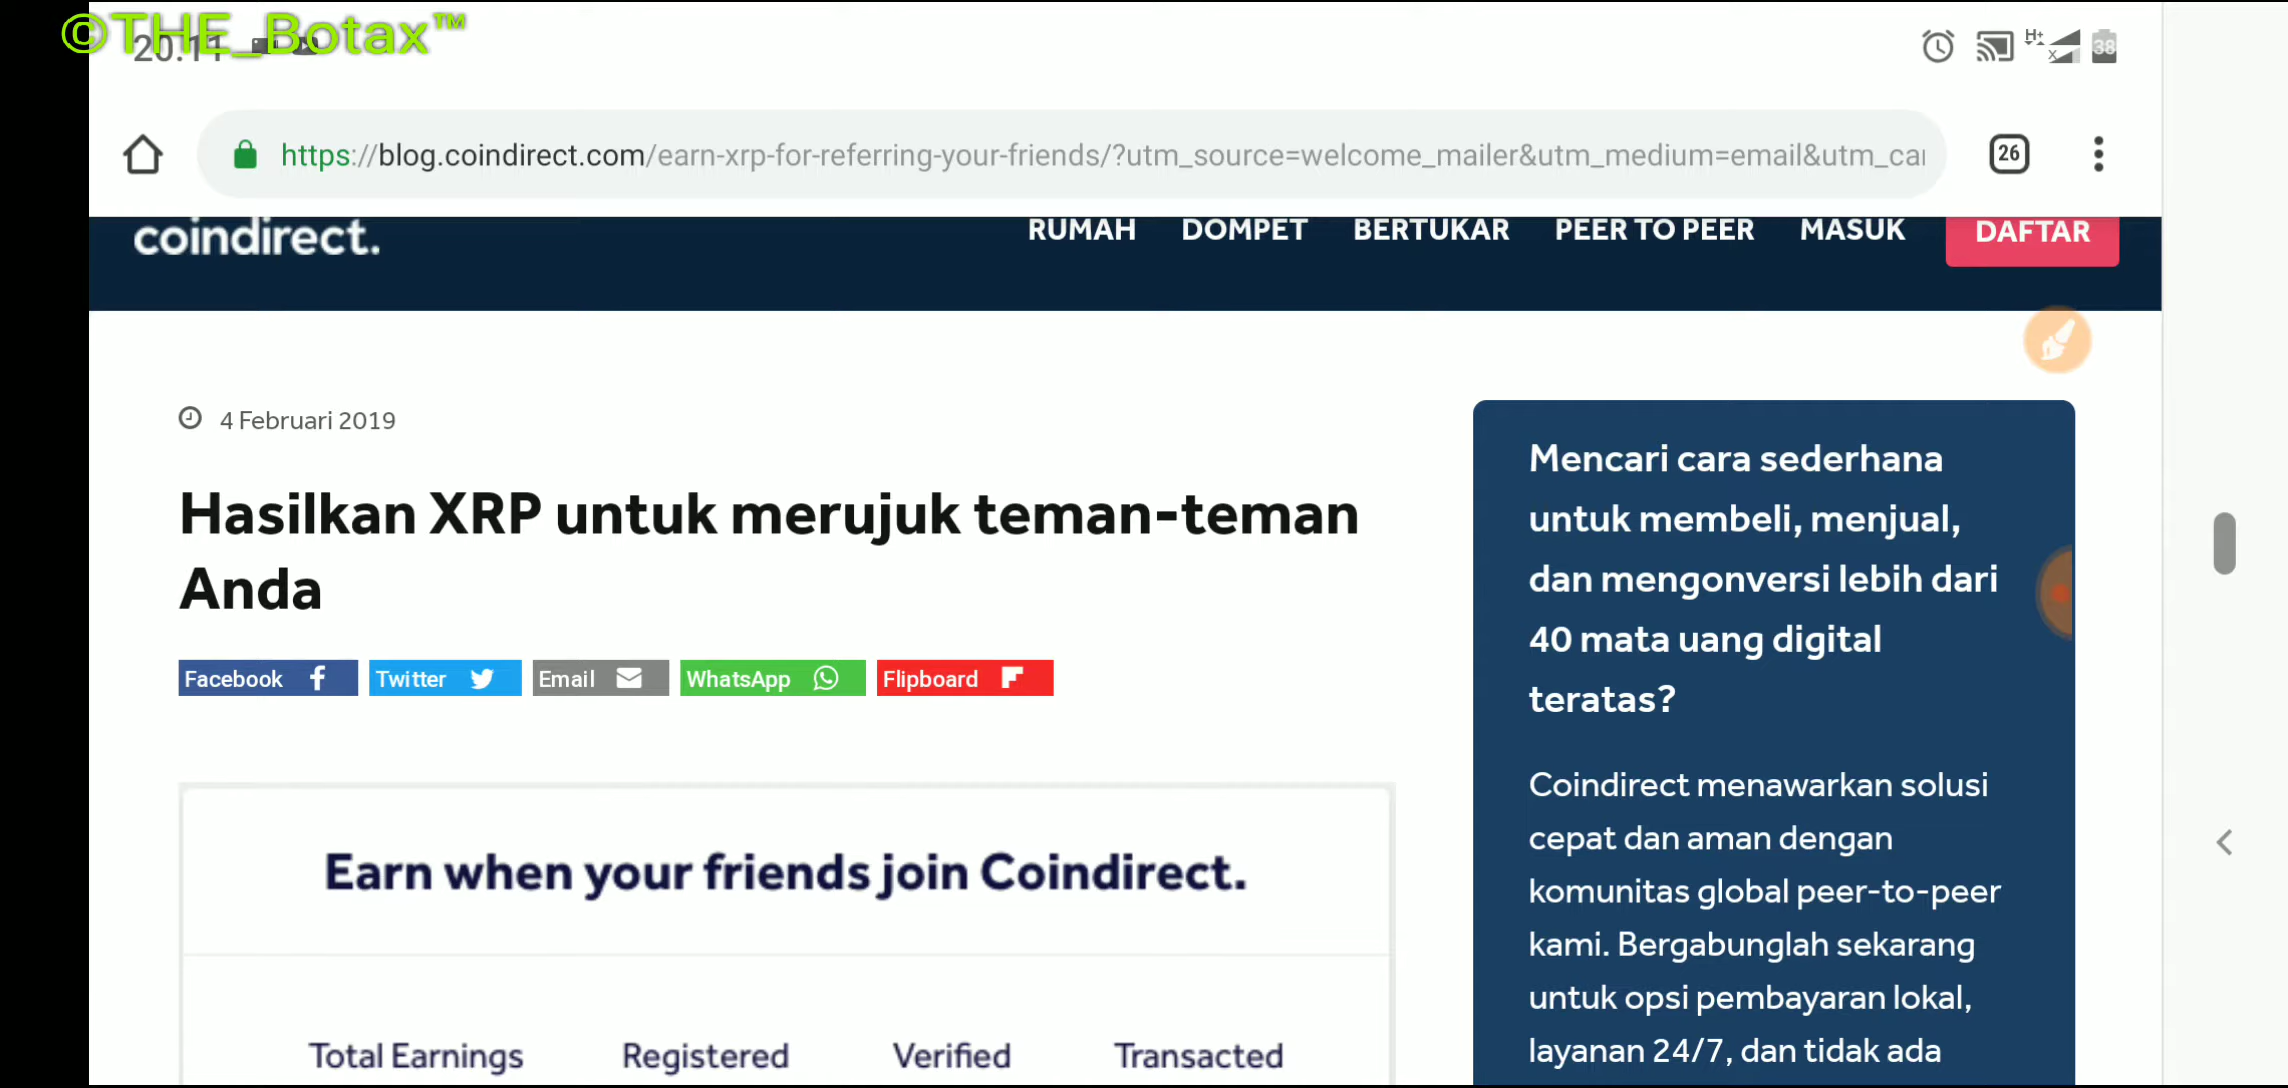 ©THE_Botax™
20.11
H+
38
https://blog.coindirect.com/earn-xrp-for-referring-your-friends/?utm_source=welcome_mailer&utm_medium=email&utm_cai
26
coindirect.
RUMAH DOMPET BERTUKAR PEER TO PEER MASUK DAFTAR
4 Februari 2019
Hasilkan XRP untuk merujuk teman-teman
Anda
Facebook Twitter Email WhatsApp Flipboard
Earn when your friends join Coindirect.
Total Earnings Registered Verified Transacted
Mencari cara sederhana
untuk membeli, menjual,
dan mengonversi lebih dari
40 mata uang digital
teratas?
Coindirect menawarkan solusi
cepat dan aman dengan
komunitas global peer-to-peer
kami. Bergabunglah sekarang
untuk opsi pembayaran lokal,
layanan 24/7, dan tidak ada